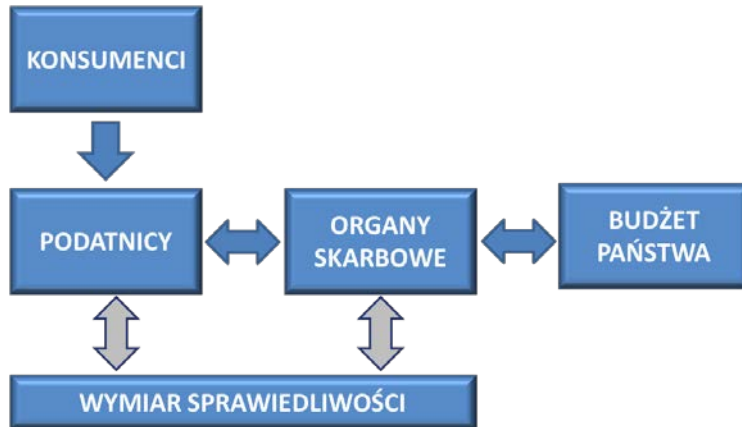 KONSUMENCI
PODATNICY
ORGANY
SKARBOWE
BUDŻET
PAŃSTWA
WYMIAR SPRAWIEDLIWOŚCI